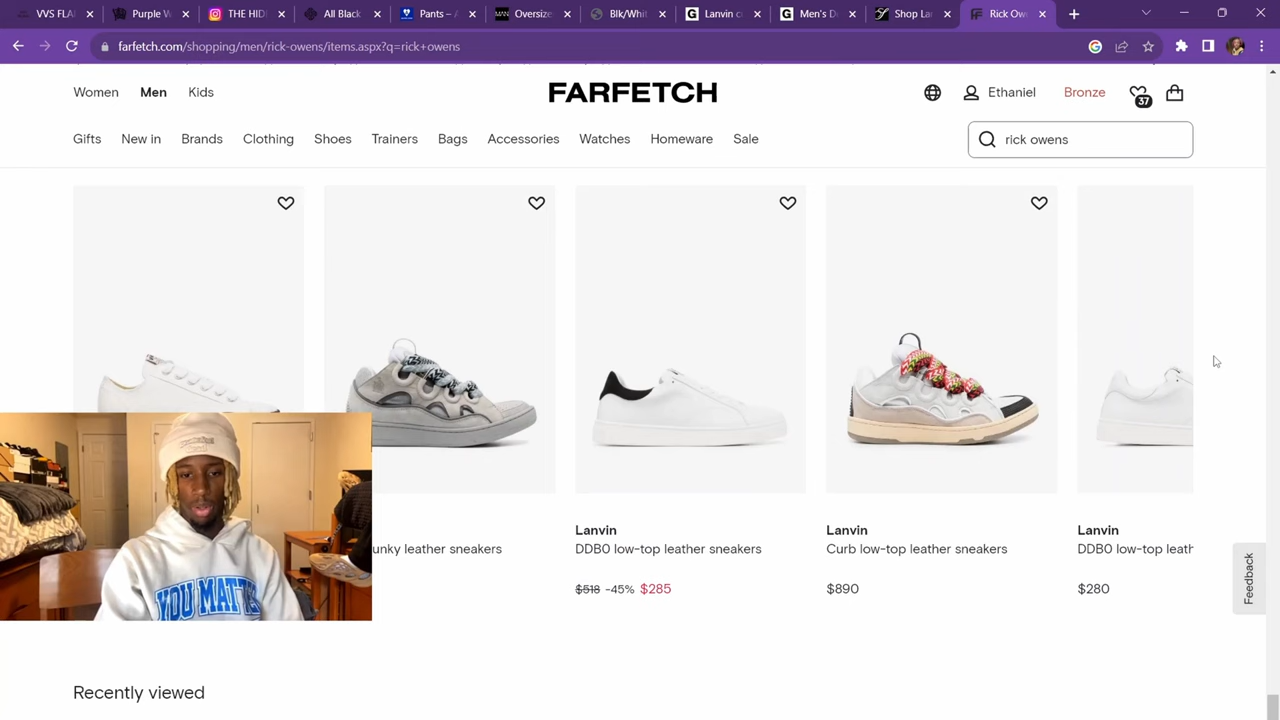 VVS FLA
Purple W
THE HID
All Black
Pants –
Oversize
Blk/Whit
Lanvin c
Men's D
Shop La
Rick Ow
farfetch.com/shopping/men/rick-owens/items.aspx?q=rick+owens
Women Men Kids
FARFETCH
Ethaniel Bronze 37
Gifts New in Brands Clothing Shoes Trainers Bags Accessories Watches Homeware Sale
rick owens
Lanvin
Lanvin
Lanvin
unky leather sneakers
DDB0 low-top leather sneakers
Curb low-top leather sneakers
DDB0 low-top leath
$518 -45% $285
$890
$280
Feedback
YOU MATTE
Recently viewed